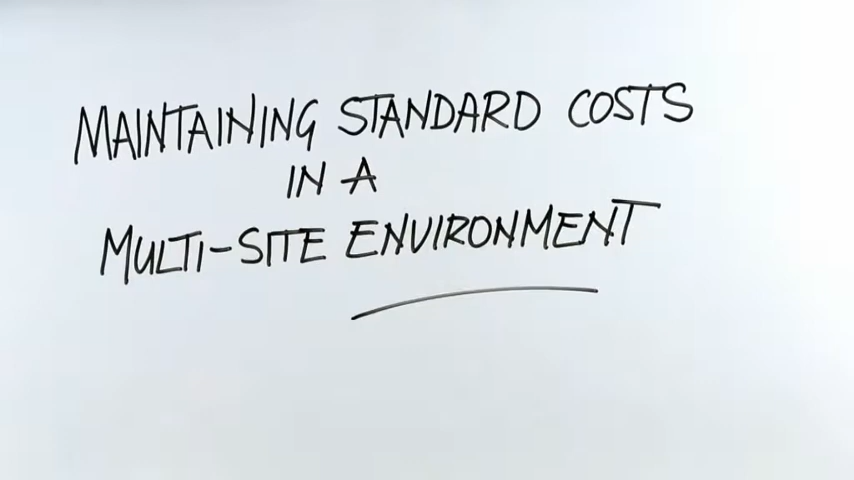 MAINTAINING STANDARD COSTS
IN A
MULTI-SITE ENVIRONMENT